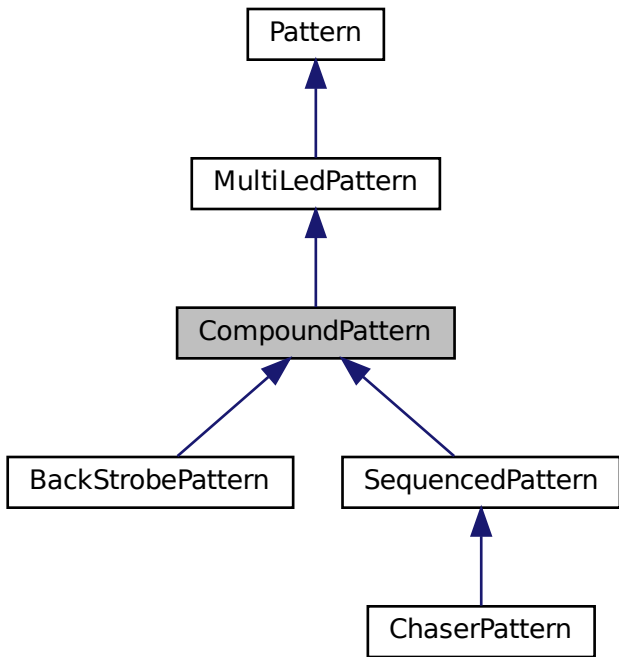 Pattern
MultiLedPattern
CompoundPattern
BackStrobePattern
SequencedPattern
ChaserPattern